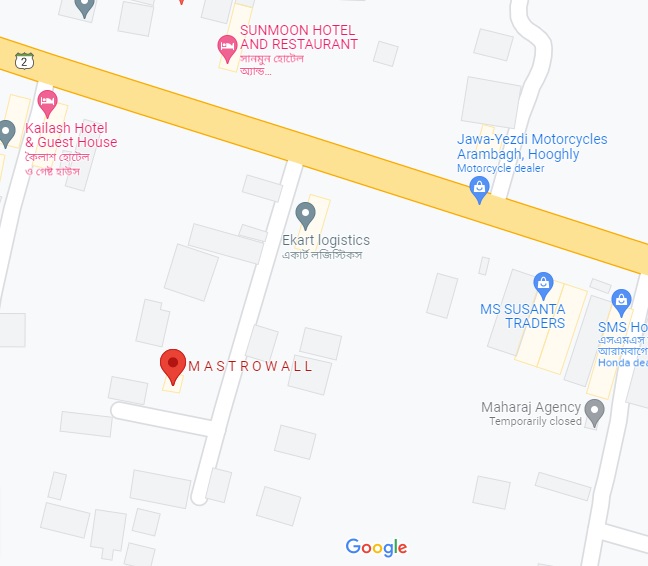 SUNMOON HOTEL
AND RESTAURANT
সানমুন হোটেল
অ্যান্ড...
2
Kailash Hotel
& Guest House
কৈলাশ হোটেল
ও গেষ্ট হাউস
Jawa-Yezdi Motorcycles
Arambagh, Hooghly
Motorcycle dealer
Ekart logistics
একার্ট লজিস্টিকস
MS SUSANTA
TRADERS
SMS Ho
এসএমএস
আরামবাগে
Honda dea
MASTROWALL
Maharaj Agency
Temporarily closed
Google